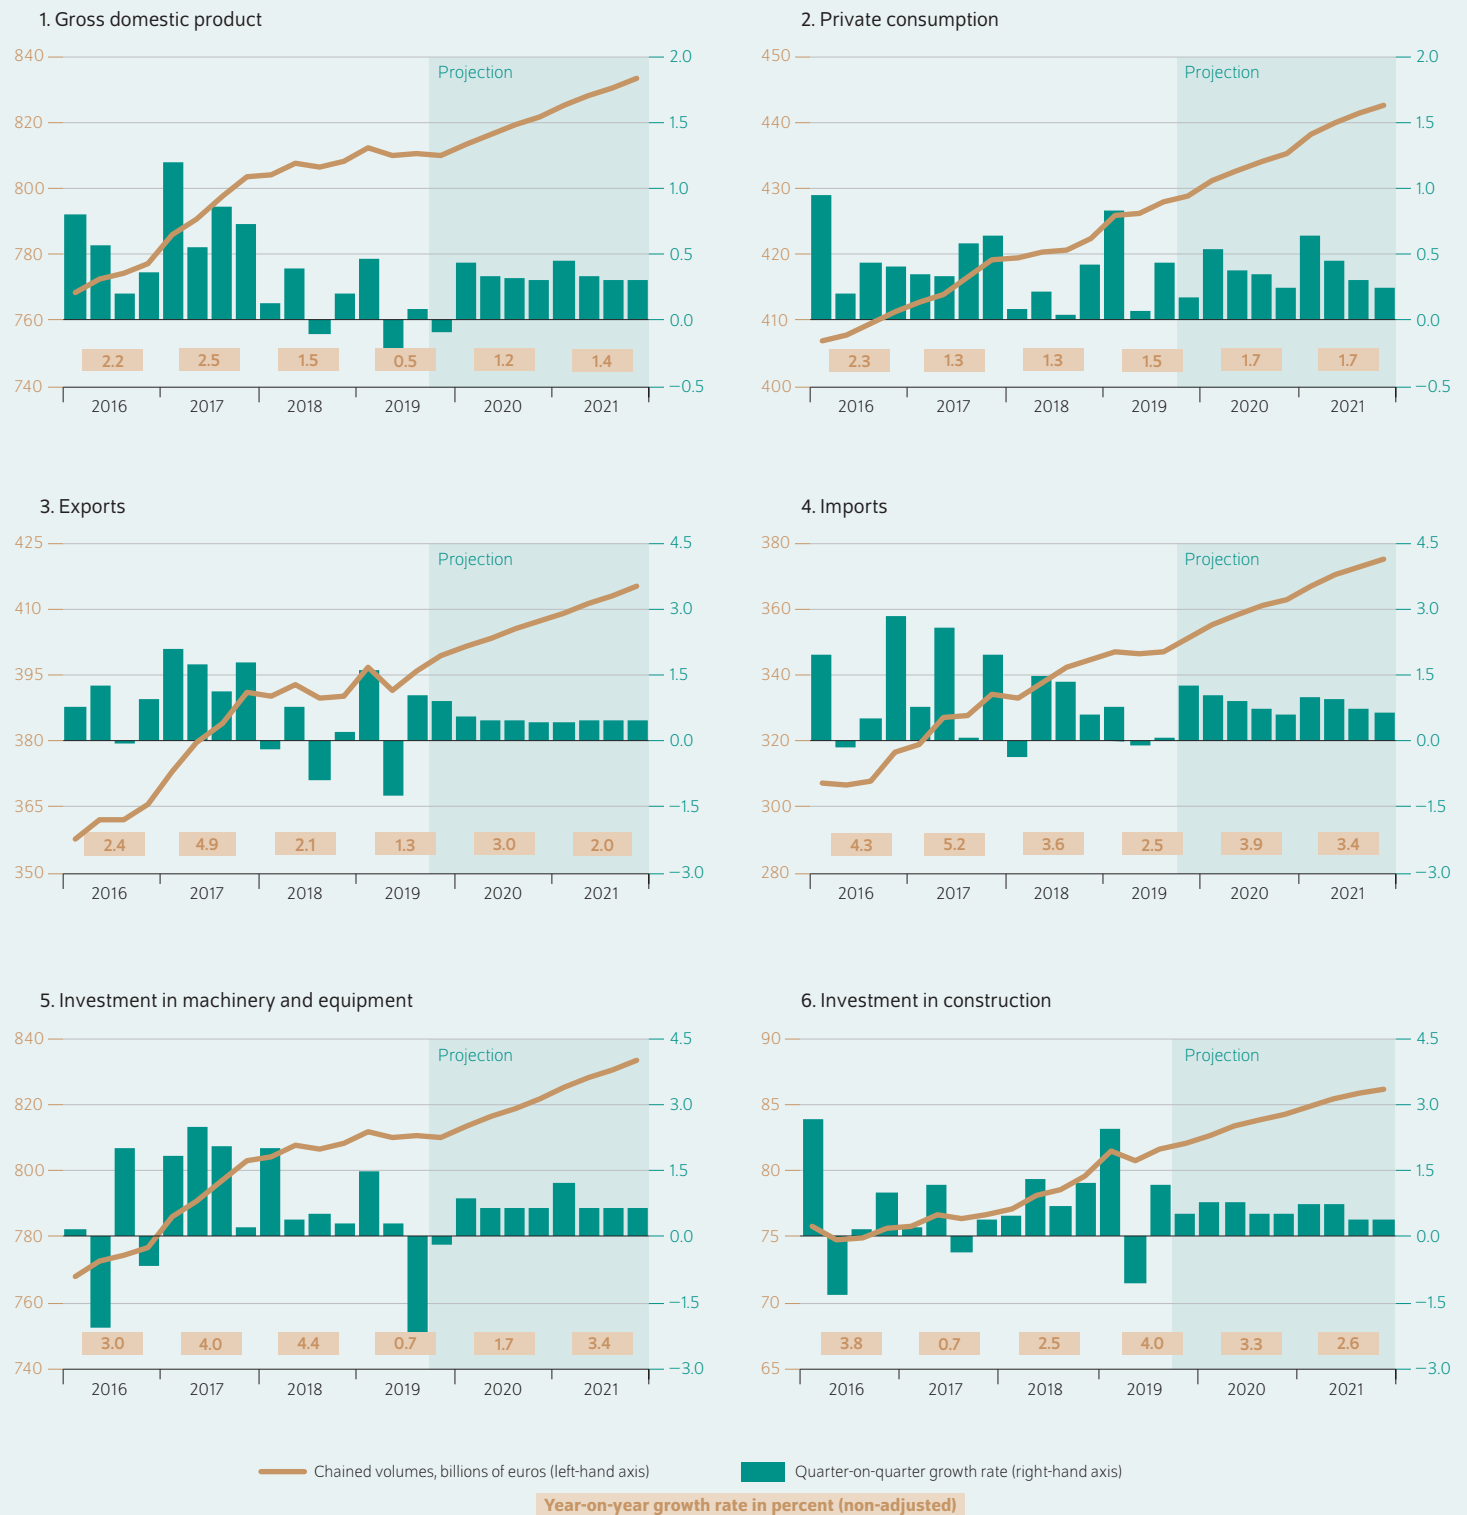 1. Gross domestic product
840
820
800
780
760
740
Projection
2.0
1.5
1.0
0.5
0.0
−0.5
2.2 2.5 1.5 0.5 1.2 1.4
2016 2017 2018 2019 2020 2021
2. Private consumption
450
440
430
420
410
400
Projection
2.0
1.5
1.0
0.5
0.0
−0.5
2.3 1.3 1.3 1.5 1.7 1.7
2016 2017 2018 2019 2020 2021
3. Exports
425
410
395
380
365
350
Projection
4.5
3.0
1.5
0.0
−1.5
−3.0
2.4 4.9 2.1 1.3 3.0 2.0
2016 2017 2018 2019 2020 2021
4. Imports
380
360
340
320
300
280
Projection
4.5
3.0
1.5
0.0
−1.5
−3.0
4.3 5.2 3.6 2.5 3.9 3.4
2016 2017 2018 2019 2020 2021
5. Investment in machinery and equipment
840
820
800
780
760
740
Projection
4.5
3.0
1.5
0.0
−1.5
−3.0
3.0 4.0 4.4 0.7 1.7 3.4
2016 2017 2018 2019 2020 2021
6. Investment in construction
90
85
80
75
70
65
Projection
4.5
3.0
1.5
0.0
−1.5
−3.0
3.8 0.7 2.5 4.0 3.3 2.6
2016 2017 2018 2019 2020 2021
Chained volumes, billions of euros (left-hand axis)
Quarter-on-quarter growth rate (right-hand axis)
Year-on-year growth rate in percent (non-adjusted)